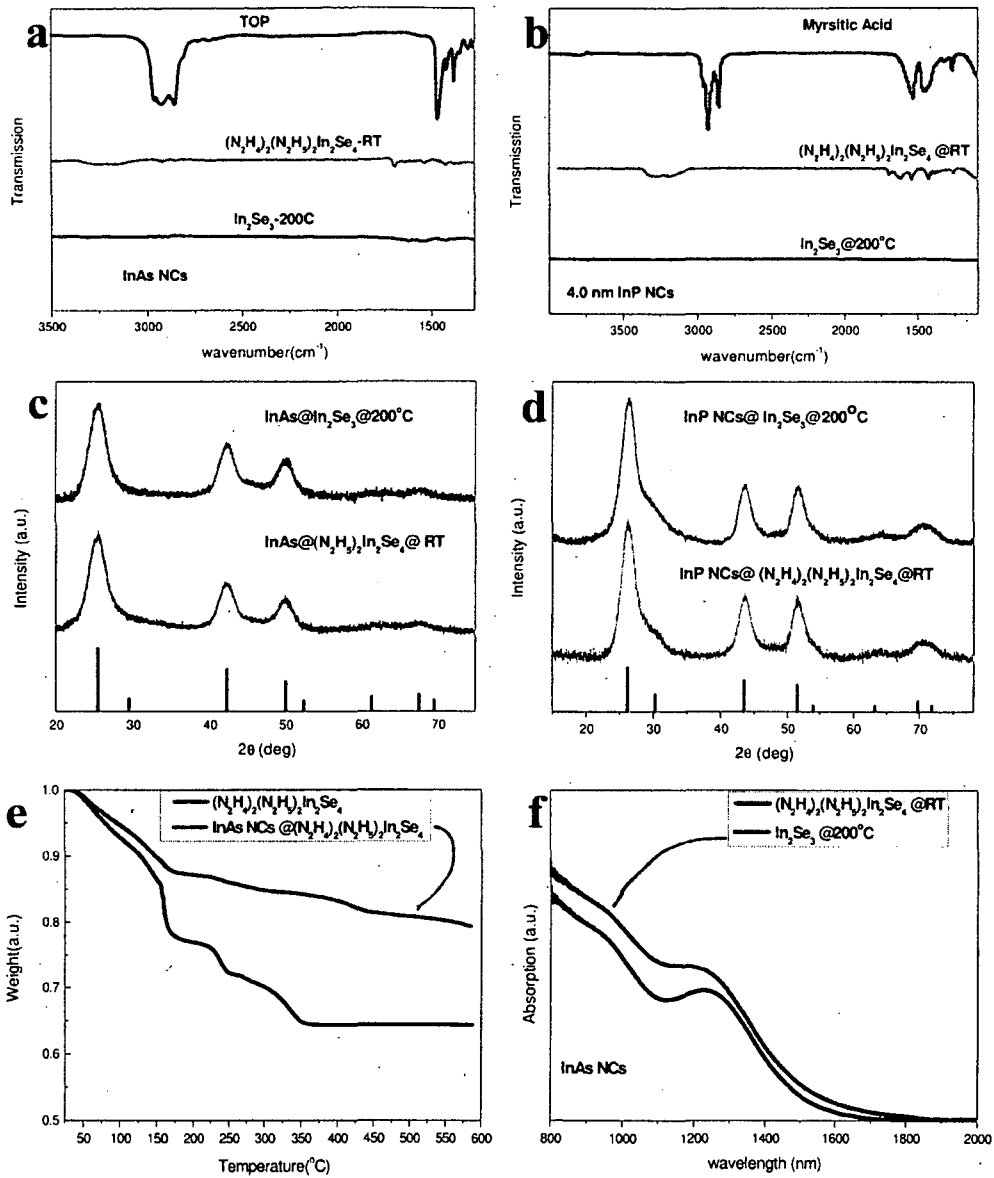 a
TOP
(N₂H₄)₂(N₂H₅)₂In₂Se₄-RT
In₂Se₃-200C
InAs NCs
Transmission
3500 3000 2500 2000 1500
wavenumber(cm⁻¹)
b
Myrsitic Acid
(N₂H₄)₂(N₂H₅)₂In₂Se₄ @RT
In₂Se₃@200°C
4.0 nm InP NCs
Transmisstion
3500 3000 2500 2000 1500
wavenumber(cm⁻¹)
c
InAs@In₂Se₃@200°C
InAs@(N₂H₅)₂In₂Se₄@ RT
Intensity (a.u.)
20 30 40 50 60 70
2θ (deg)
d
InP NCs@ In₂Se₃@200°C
InP NCs@ (N₂H₄)₂(N₂H₅)₂In₂Se₄@RT
Intensity (a.u.)
20 30 40 50 60 70
2θ (deg)
e
(N₂H₄)₂(N₂H₅)₂In₂Se₄
InAs NCs @(N₂H₄)₂(N₂H₅)₂In₂Se₄
Weight(a.u.)
1.0
0.9
0.8
0.7
0.6
0.5
50 100 150 200 250 300 350 400 450 500 550 600
Temperature(°C)
f
(N₂H₄)₂(N₂H₅)₂In₂Se₄ @RT
In₂Se₃ @200°C
InAs NCs
Absorption (a.u.)
800 1000 1200 1400 1600 1800 2000
wavelength (nm)